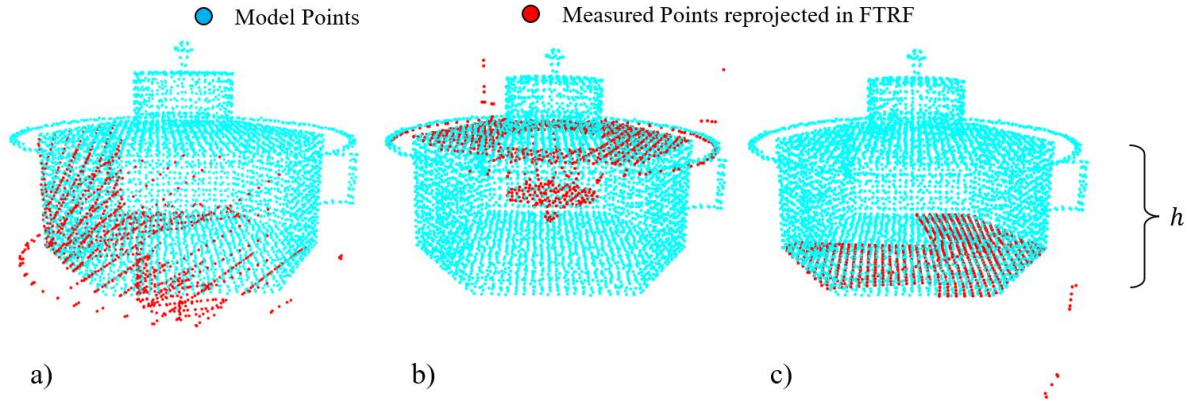 Model Points
Measured Points reprojected in FTRF
h
a)
b)
c)